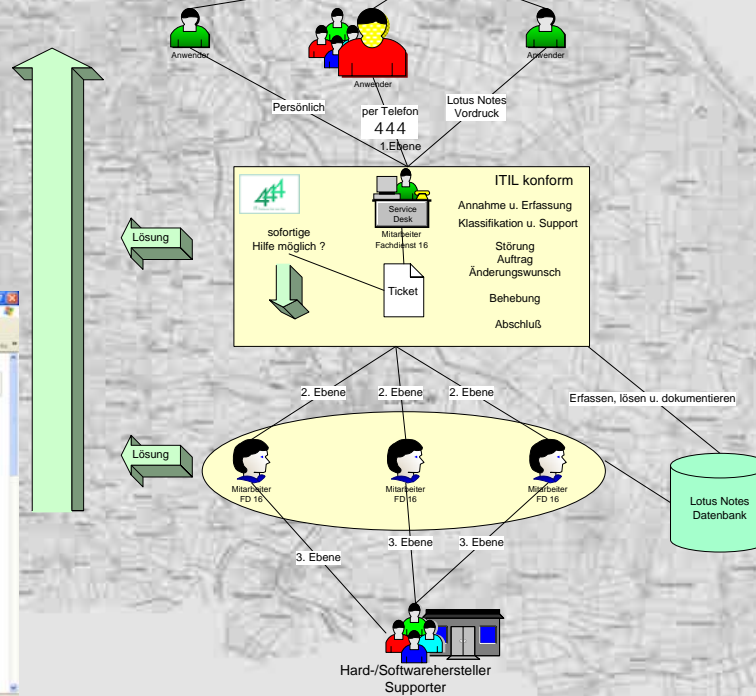 Anwender
Anwender
Anwender
Persönlich
per Telefon
444
Lotus Notes
Vordruck
1.Ebene
444
ITIL konform
Service
Desk
Mitarbeiter
Fachdienst 16
Annahme u. Erfassung
Klassifikation u. Support
Störung
Auftrag
Änderungswunsch
Behebung
Abschluß
sofortige
Hilfe möglich ?
Ticket
Lösung
2. Ebene
2. Ebene
2. Ebene
Erfassen, lösen u. dokumentieren
Lösung
Mitarbeiter
FD 16
Mitarbeiter
FD 16
Mitarbeiter
FD 16
Lotus Notes
Datenbank
3. Ebene
3. Ebene
3. Ebene
Hard-/Softwarehersteller
Supporter